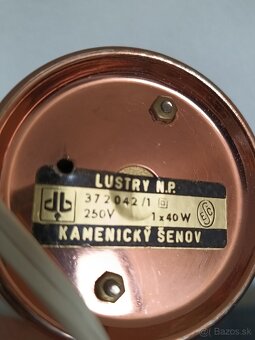 LUSTRY N.P.
372042/1
250V 1x40W
KAMENICKÝ ŠENOV
Bazos.sk